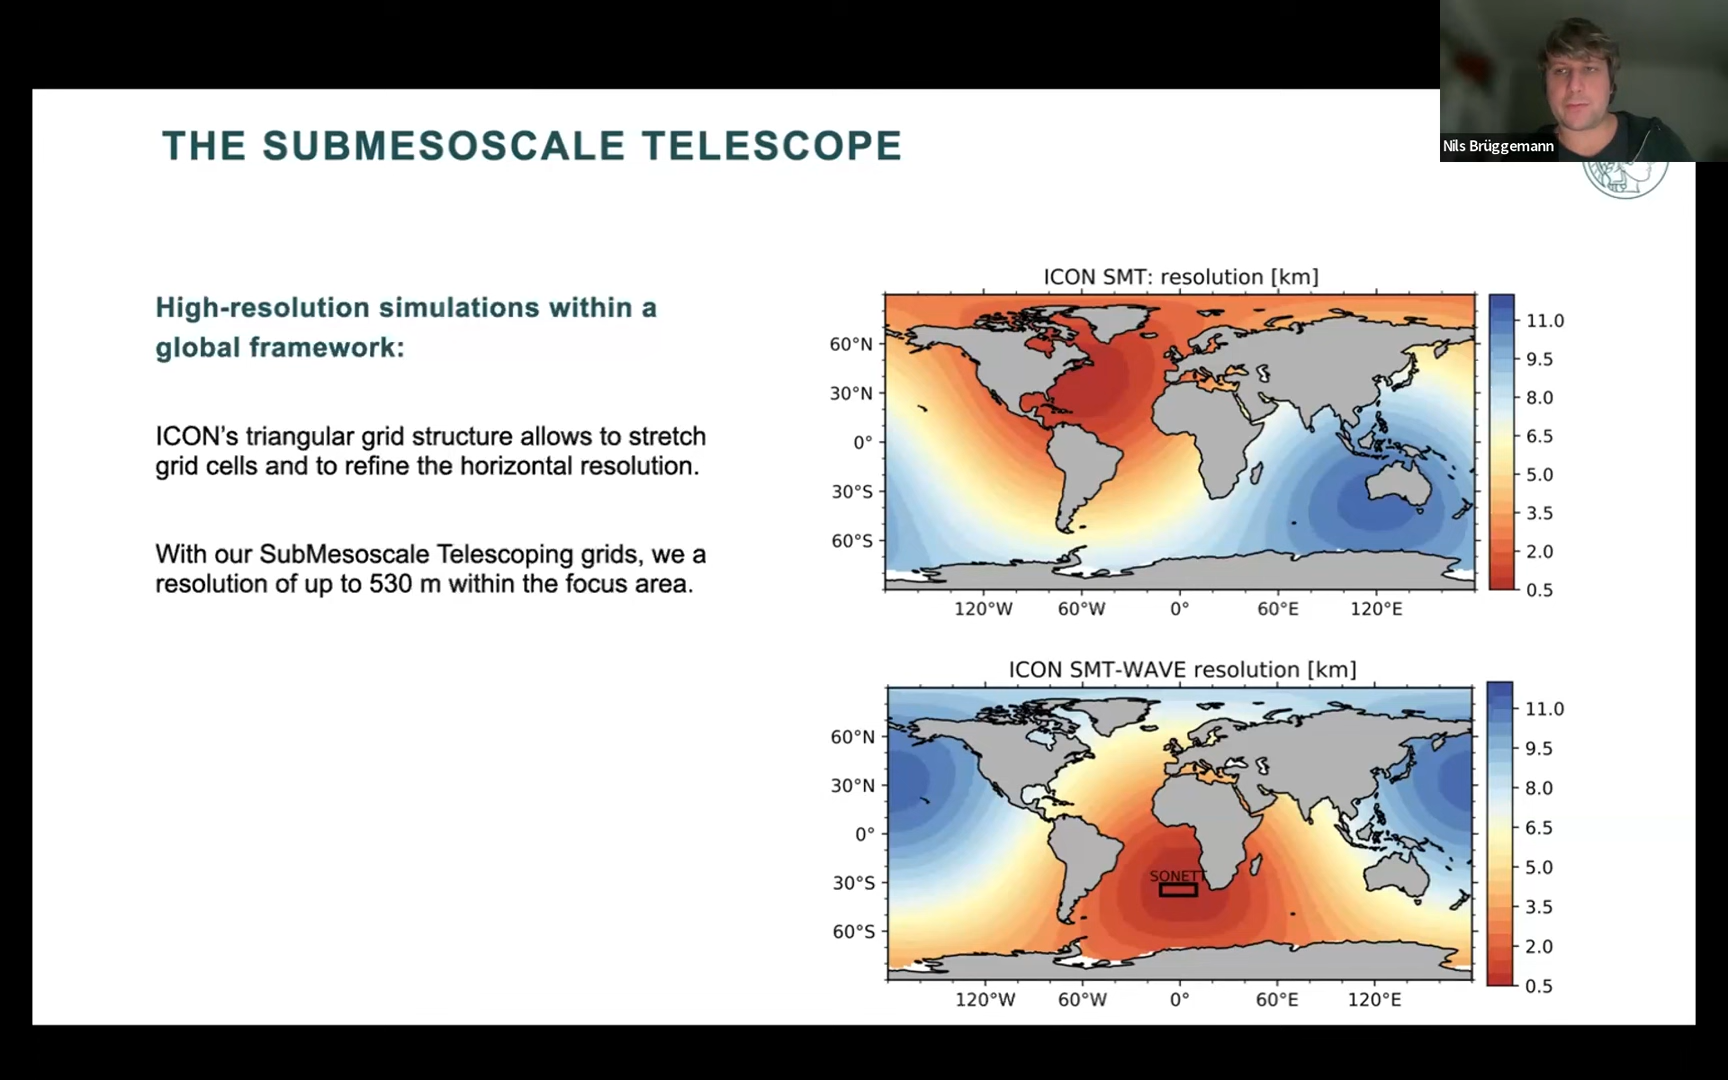 Nils Brüggemann
THE SUBMESOSCALE TELESCOPE
High-resolution simulations within a
global framework:
ICON's triangular grid structure allows to stretch
grid cells and to refine the horizontal resolution.
With our SubMesoscale Telescoping grids, we a
resolution of up to 530 m within the focus area.
ICON SMT: resolution [km]
60°N
30°N
0°
30°S
60°S
120°W 60°W 0° 60°E 120°E
11.0
9.5
8.0
6.5
5.0
3.5
2.0
0.5
ICON SMT-WAVE resolution [km]
60°N
30°N
0°
30°S
60°S
SONETT
120°W 60°W 0° 60°E 120°E
11.0
9.5
8.0
6.5
5.0
3.5
2.0
0.5